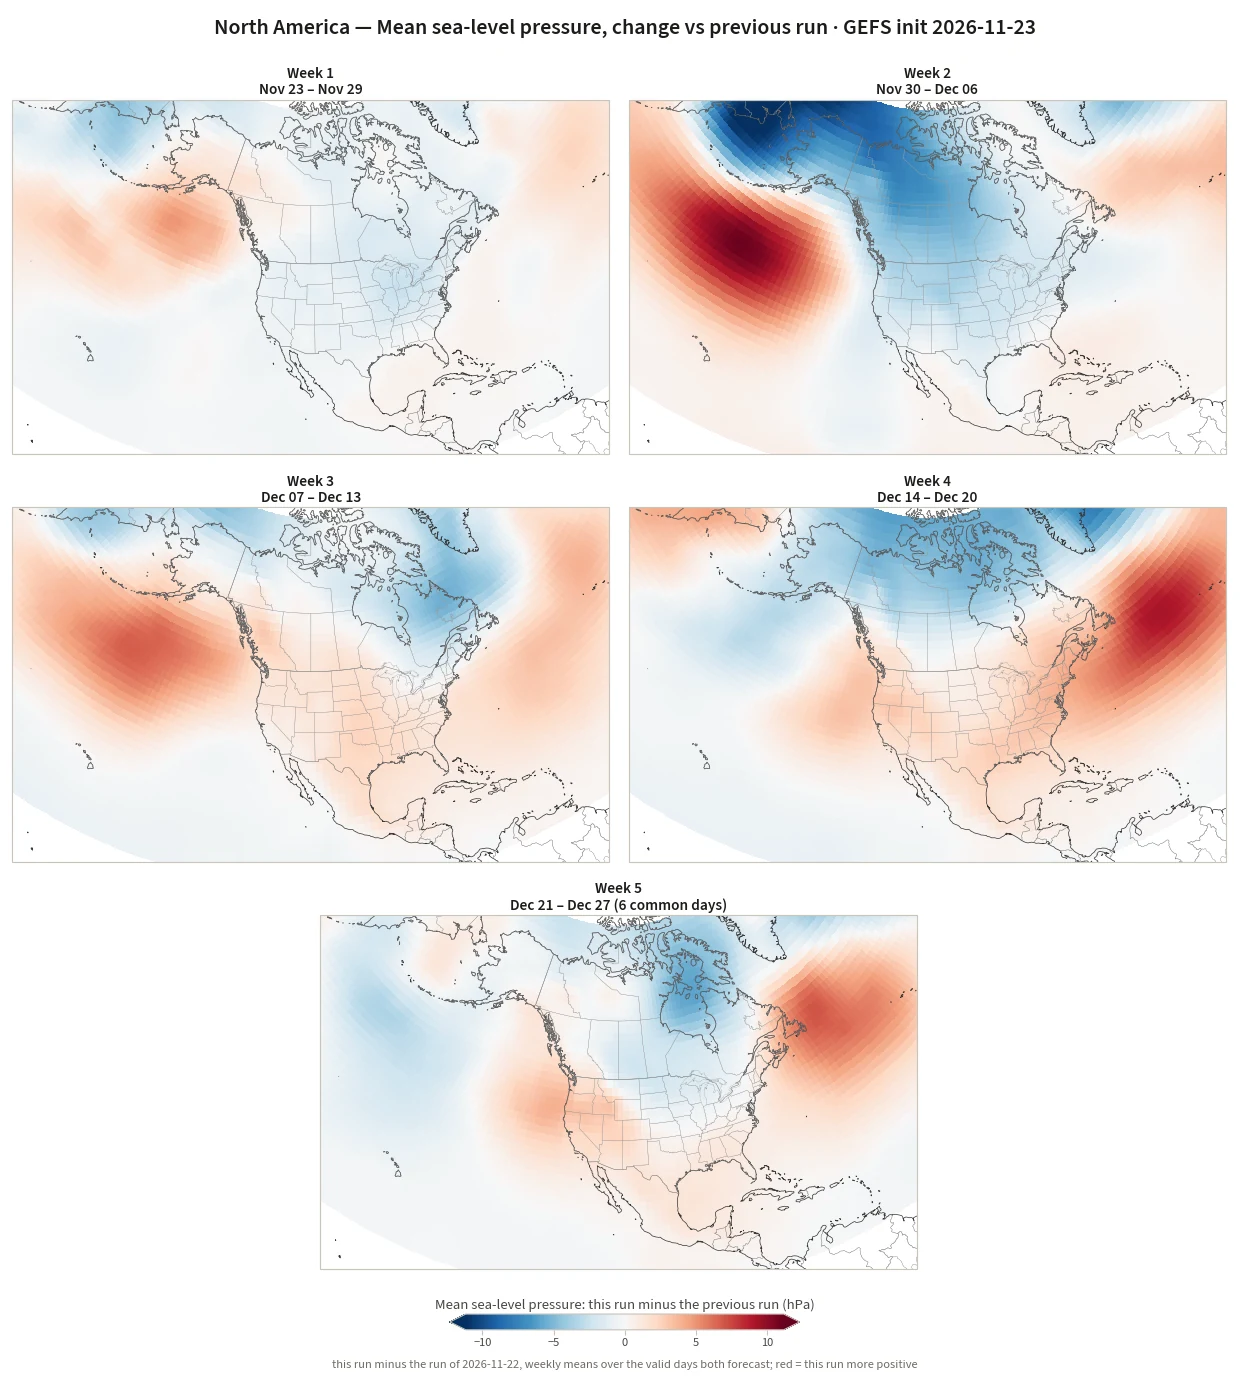 North America — Mean sea-level pressure, change vs previous run · GEFS init 2026-11-23
Week 1
Nov 23 – Nov 29
Week 2
Nov 30 – Dec 06
Week 3
Dec 07 – Dec 13
Week 4
Dec 14 – Dec 20
Week 5
Dec 21 – Dec 27 (6 common days)
Mean sea-level pressure: this run minus the previous run (hPa)
−10 −5 0 5 10
this run minus the run of 2026-11-22, weekly means over the valid days both forecast; red = this run more positive